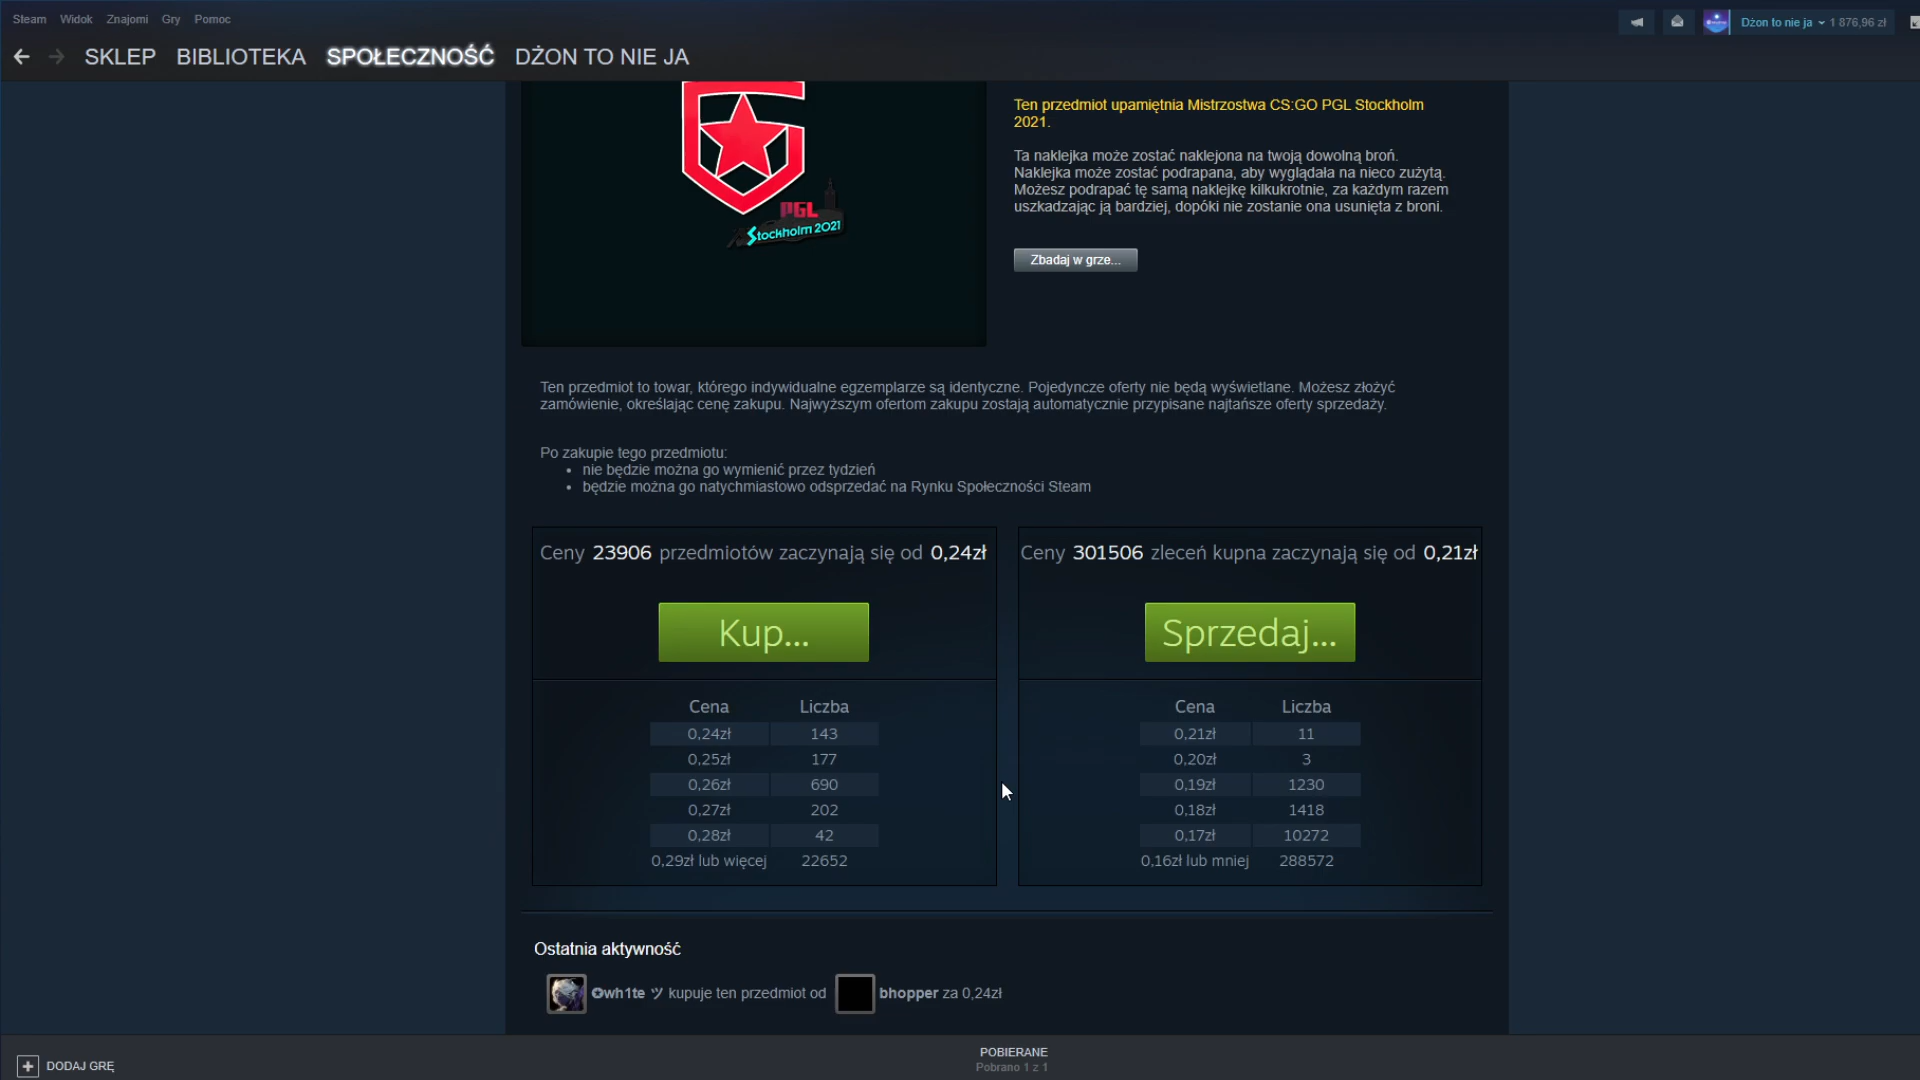 Steam Widok Znajomi Gry Pomoc
Dżon to nie ja 1 876,96 zł
SKLEP BIBLIOTEKA SPOŁECZNOŚĆ DŻON TO NIE JA
PGL
Stockholm 2021
Ten przedmiot upamiętnia Mistrzostwa CS:GO PGL Stockholm
2021.
Ta naklejka może zostać naklejona na twoją dowolną broń.
Naklejka może zostać podrapana, aby wyglądała na nieco zużytą.
Możesz podrapać tę samą naklejkę kilkukrotnie, za każdym razem
uszkadzając ją bardziej, dopóki nie zostanie ona usunięta z broni.
Zbadaj w grze...
Ten przedmiot to towar, którego indywidualne egzemplarze są identyczne. Pojedyncze oferty nie będą wyświetlane. Możesz złożyć
zamówienie, określając cenę zakupu. Najwyższym ofertom zakupu zostają automatycznie przypisane najtańsze oferty sprzedaży.
Po zakupie tego przedmiotu:
• nie będzie można go wymienić przez tydzień
• będzie można go natychmiastowo odsprzedać na Rynku Społeczności Steam
Ceny 23906 przedmiotów zaczynają się od 0,24zł
Kup...
Cena Liczba
0,24zł 143
0,25zł 177
0,26zł 690
0,27zł 202
0,28zł 42
0,29zł lub więcej 22652
Ceny 301506 zleceń kupna zaczynają się od 0,21zł
Sprzedaj...
Cena Liczba
0,21zł 11
0,20zł 3
0,19zł 1230
0,18zł 1418
0,17zł 10272
0,16zł lub mniej 288572
Ostatnia aktywność
✪wh1te ツ kupuje ten przedmiot od bhopper za 0,24zł
DODAJ GRĘ
POBIERANE
Pobrano 1 z 1